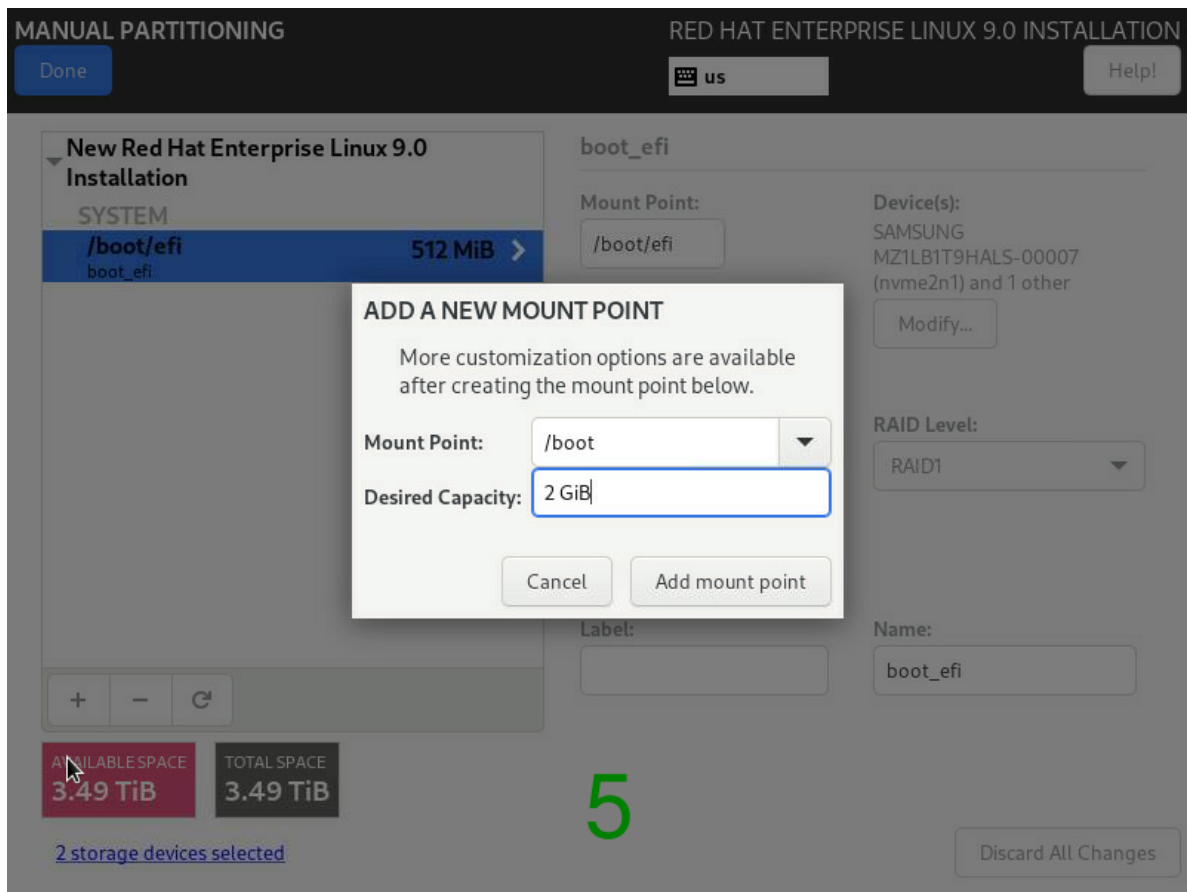 MANUAL PARTITIONING
RED HAT ENTERPRISE LINUX 9.0 INSTALLATION
Done
us
Help!
New Red Hat Enterprise Linux 9.0
Installation
SYSTEM
/boot/efi
512 MiB
boot_efi
boot_efi
Mount Point:
/boot/efi
Device(s):
SAMSUNG
MZ1LB1T9HALS-00007
(nvme2n1) and 1 other
Modify...
RAID Level:
RAID1
ADD A NEW MOUNT POINT
More customization options are available
after creating the mount point below.
Mount Point:
/boot
Desired Capacity:
2 GiB
Cancel
Add mount point
Label:
Name:
boot_efi
AVAILABLE SPACE
3.49 TiB
TOTAL SPACE
3.49 TiB
5
2 storage devices selected
Discard All Changes